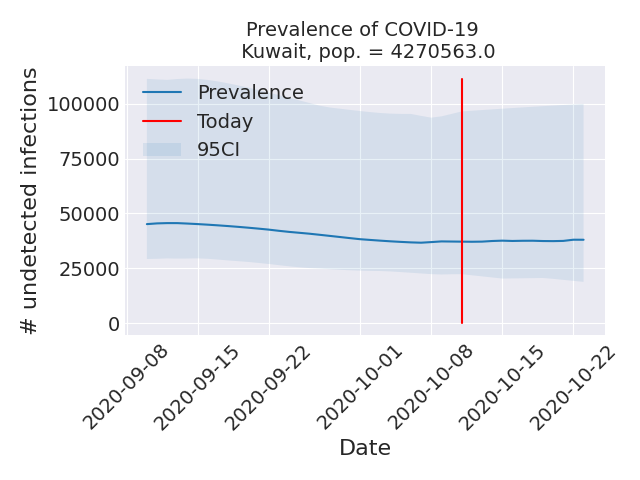 Prevalence of COVID-19
Kuwait, pop. = 4270563.0
# undetected infections
100000
75000
50000
25000
0
Prevalence
Today
95CI
2020-09-08
2020-09-15
2020-09-22
2020-10-01
2020-10-08
2020-10-15
2020-10-22
Date